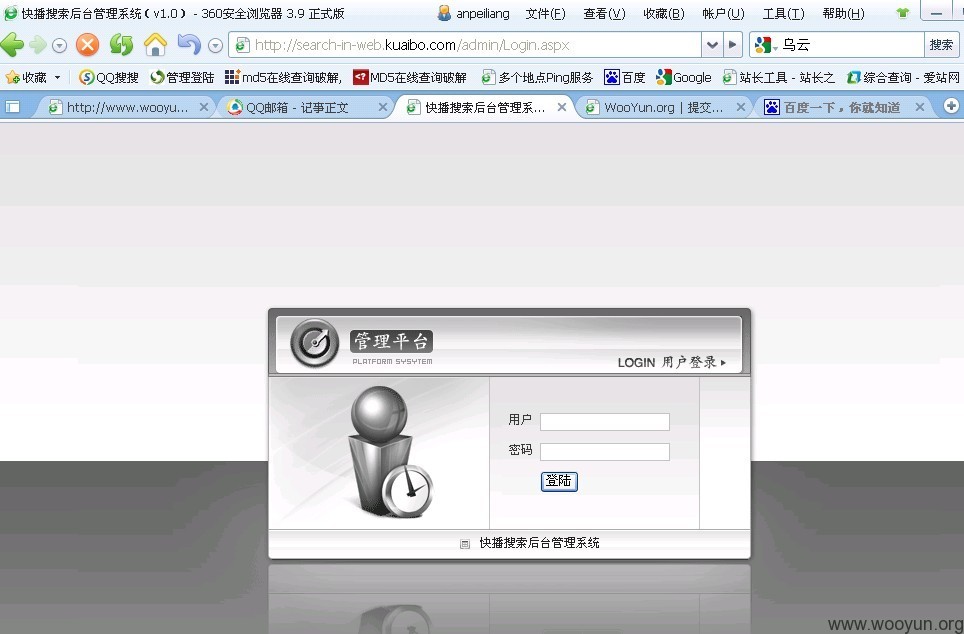 快播搜索后台管理系统（v1.0） - 360安全浏览器 3.9 正式版
anpeiliang 文件(F) 查看(V) 收藏(B) 帐户(U) 工具(T) 帮助(H)
http://search-in-web.kuaibo.com/admin/Login.aspx
乌云 搜索
收藏 QQ搜搜 管理登陆 md5在线查询破解, MD5在线查询破解 多个地点Ping服务 百度 Google 站长工具 - 站长之 综合查询 - 爱站网
http://www.wooyu... QQ邮箱 - 记事正文 快播搜索后台管理系... WooYun.org | 提交... 百度一下，你就知道
管理平台
PLATFORM SYSYTEM
LOGIN 用户登录
用户
密码
登陆
快播搜索后台管理系统
www.wooyun.org